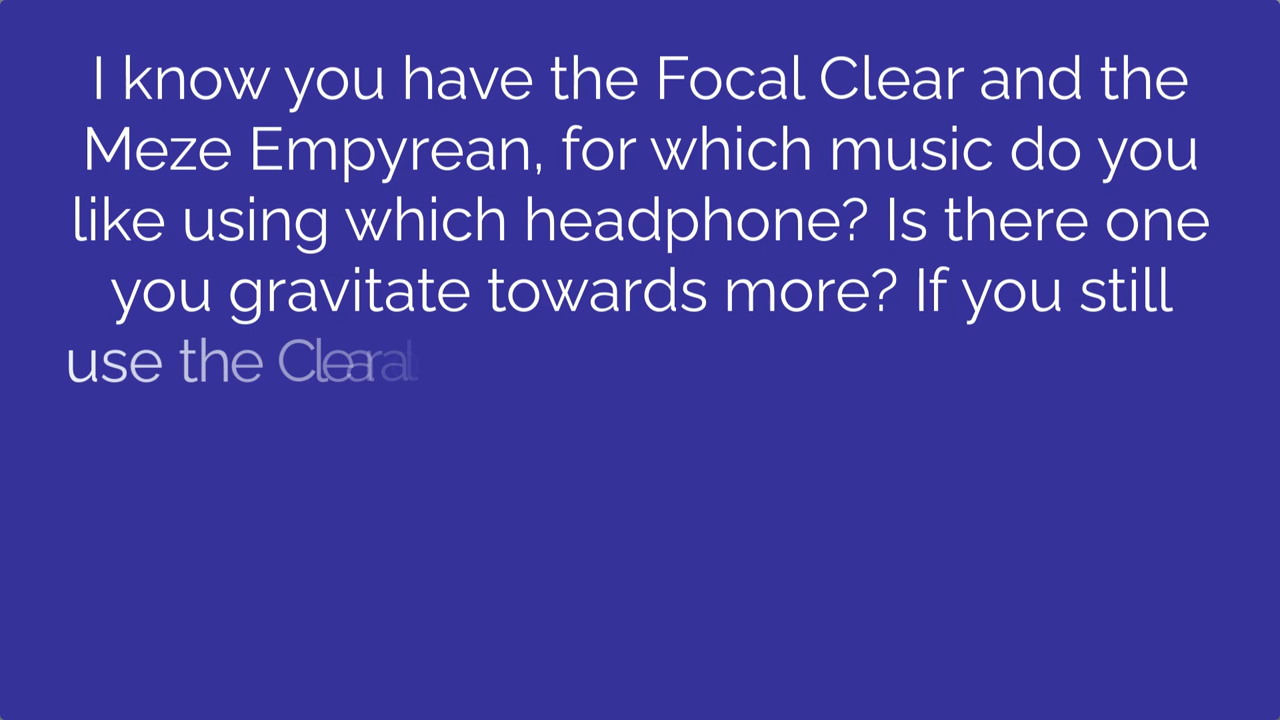 I know you have the Focal Clear and the
Meze Empyrean, for which music do you
like using which headphone? Is there one
you gravitate towards more? If you still
use the Clear